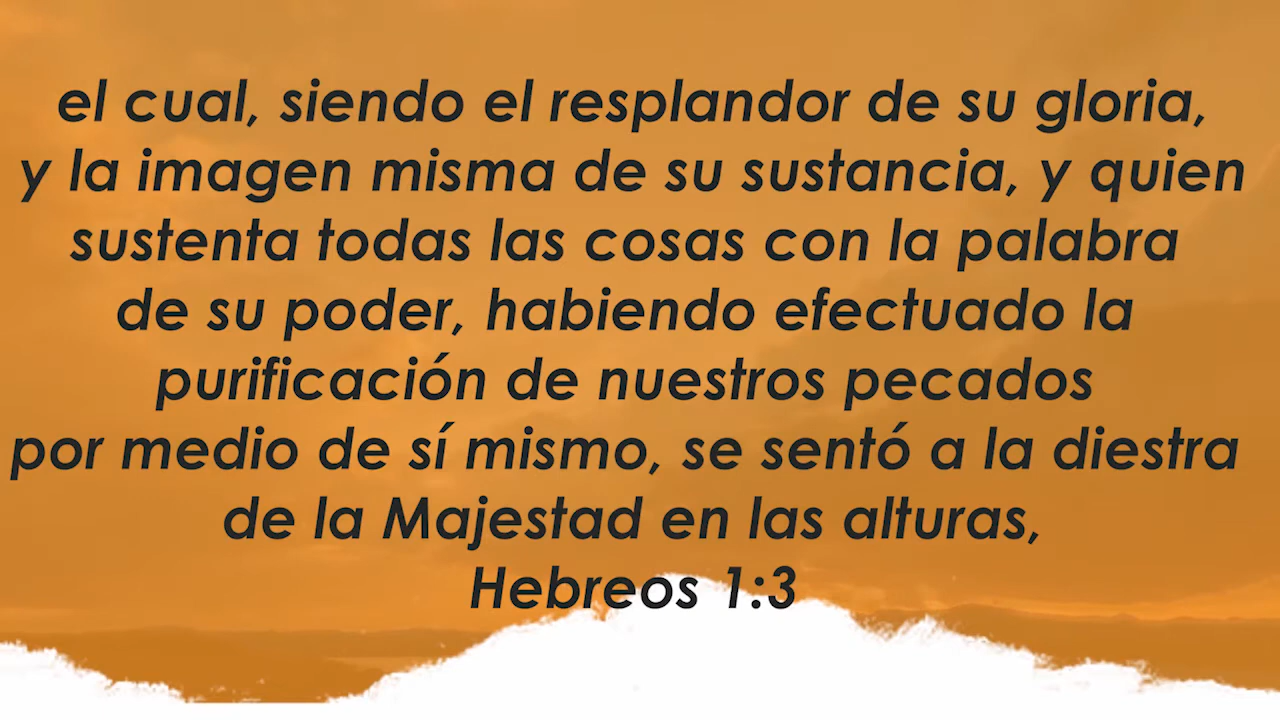 el cual, siendo el resplandor de su gloria,
y la imagen misma de su sustancia, y quien
sustenta todas las cosas con la palabra
de su poder, habiendo efectuado la
purificación de nuestros pecados
por medio de sí mismo, se sentó a la diestra
de la Majestad en las alturas,
Hebreos 1:3